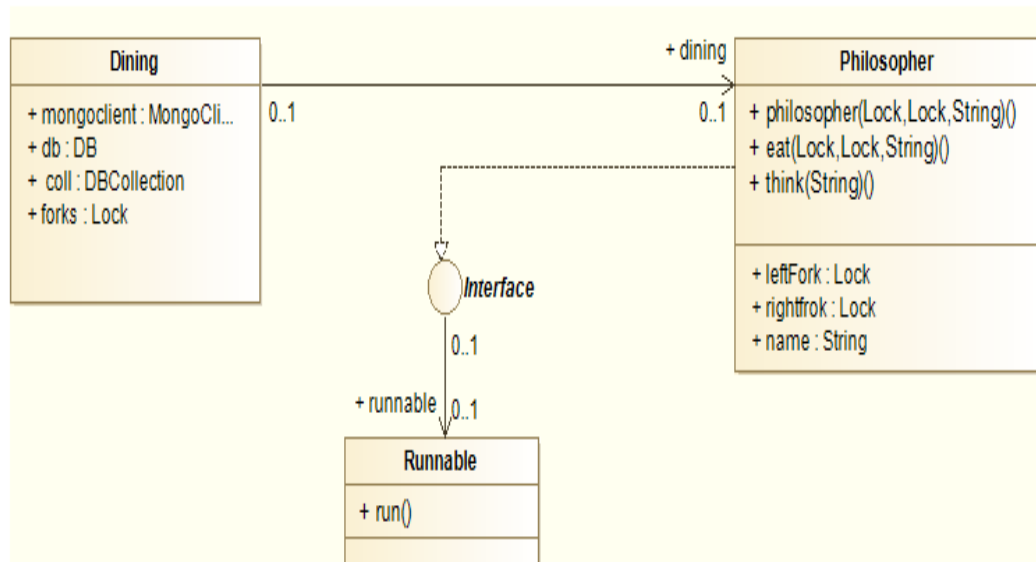 Dining
+ mongoclient : MongoCli...
+ db : DB
coll : DBCollection
+ forks : Lock
0..1
+ dining
0..1
Philosopher
+ philosopher(Lock,Lock,String)()
+ eat(Lock,Lock,String)()
+ think(String)()
+ leftFork : Lock
+ rightfrok : Lock
+ name : String
Interface
0..1
+ runnable
0..1
Runnable
+ run()